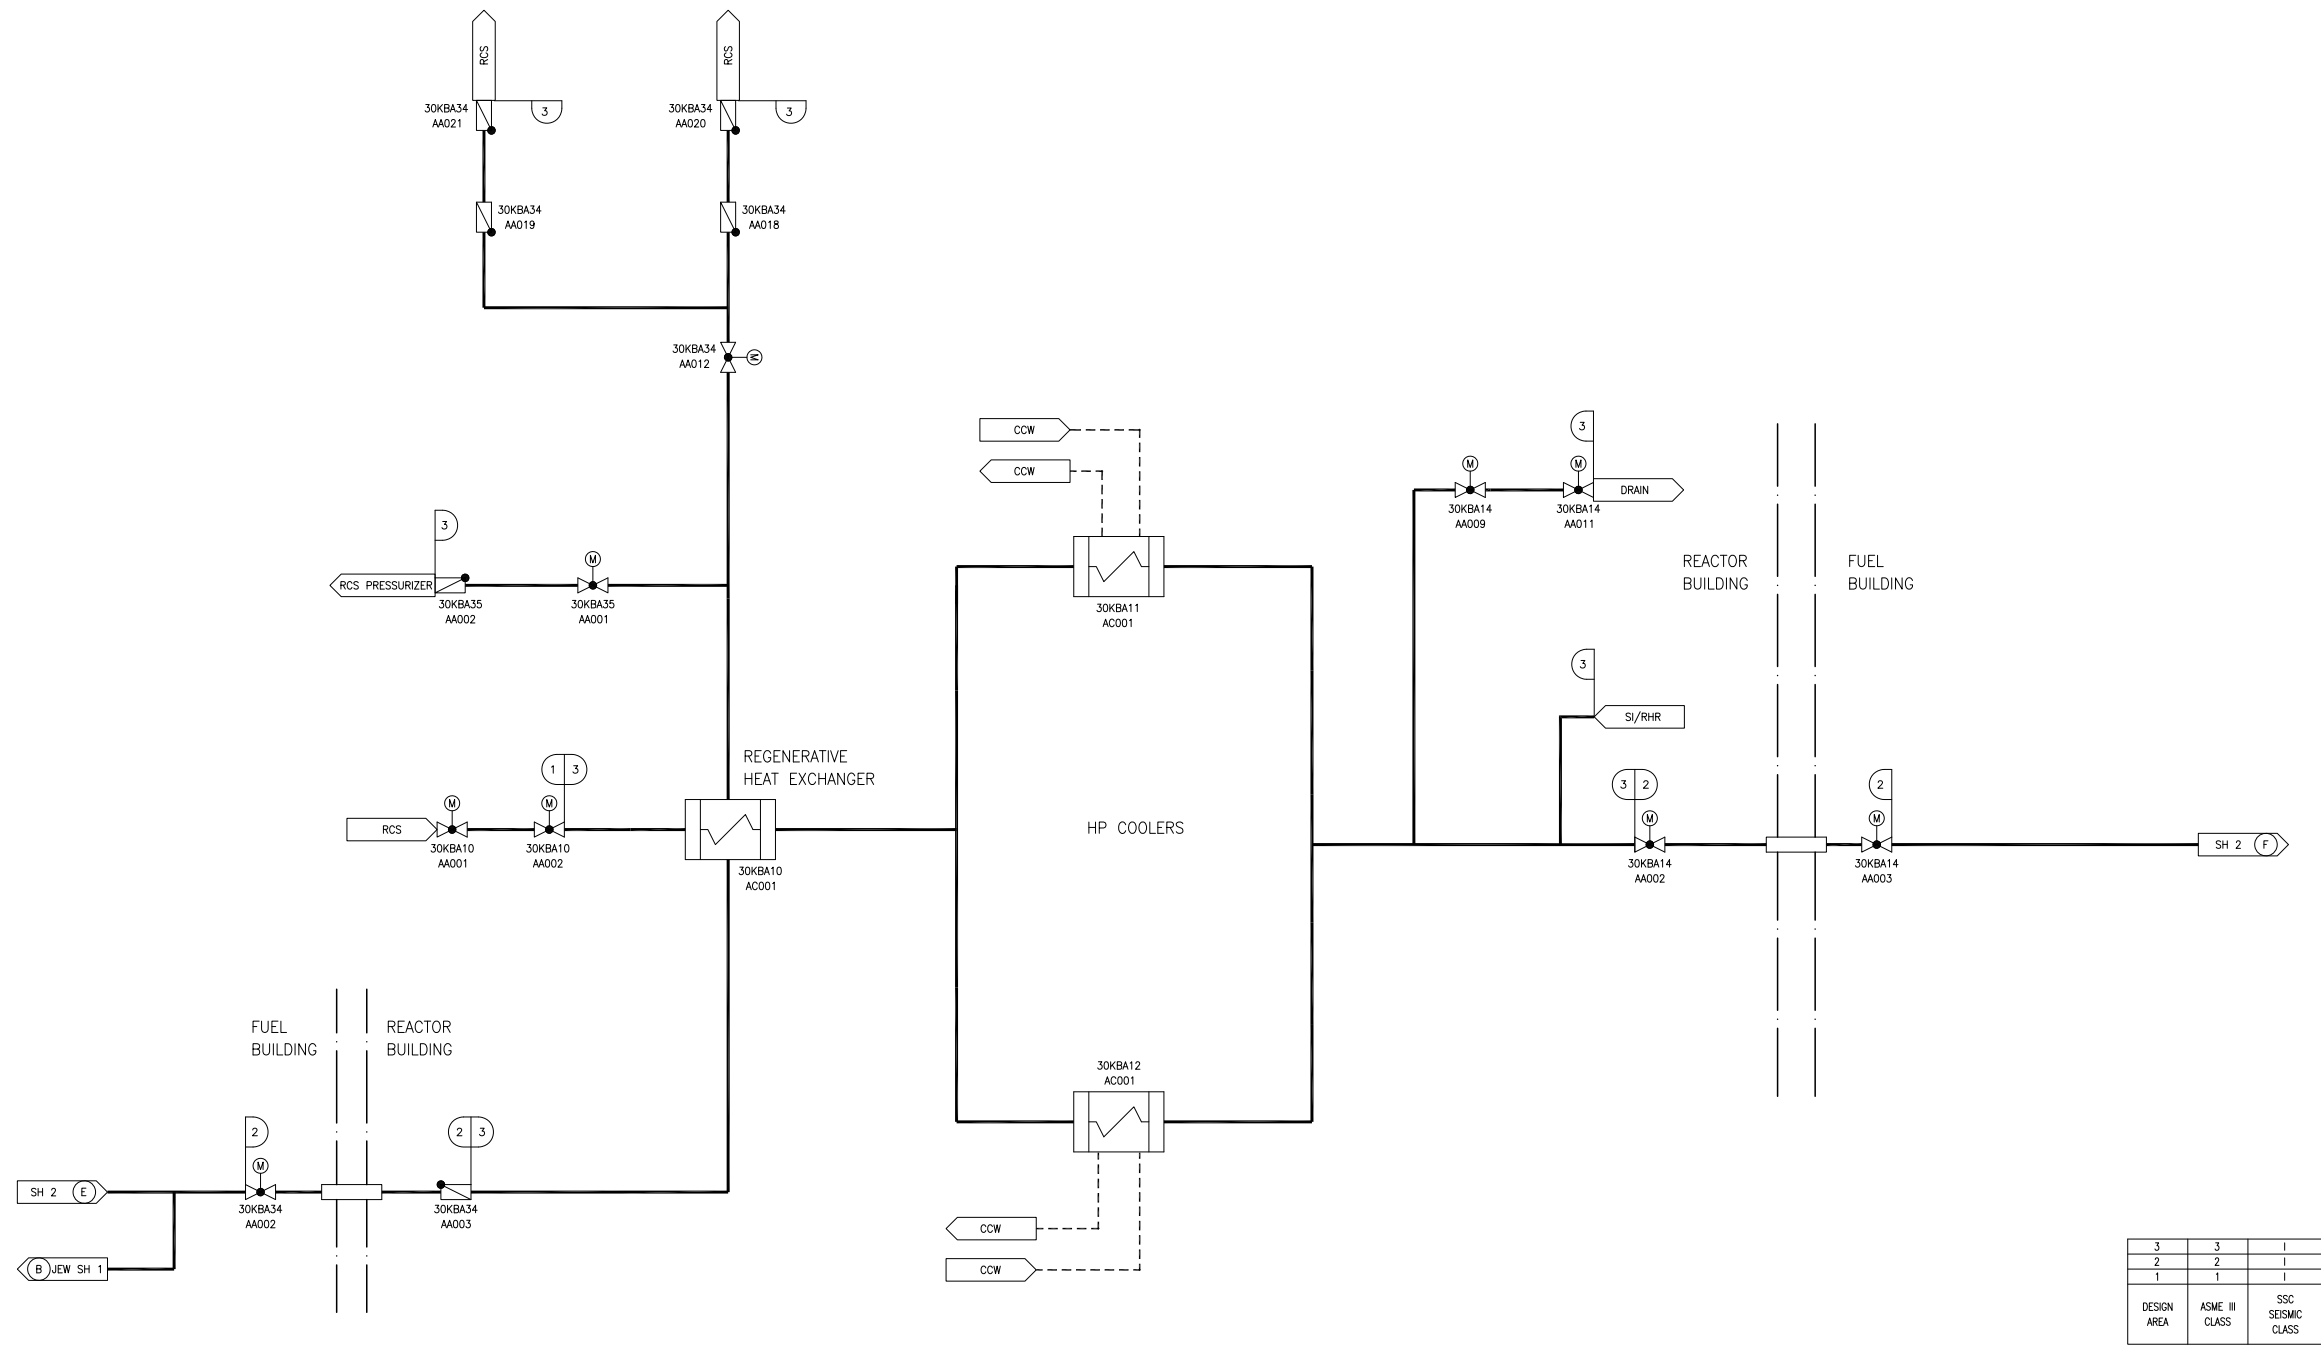 RCS
RCS
30KBA34
AA021
3
30KBA34
AA020
3
30KBA34
AA019
30KBA34
AA018
30KBA34
AA012
M
CCW
CCW
3
M
M
DRAIN
30KBA14
AA009
30KBA14
AA011
3
M
RCS PRESSURIZER
30KBA35
AA002
30KBA35
AA001
30KBA11
AC001
REACTOR
BUILDING
FUEL
BUILDING
3
SI/RHR
REGENERATIVE
HEAT EXCHANGER
1 3
M
M
RCS
30KBA10
AA001
30KBA10
AA002
30KBA10
AC001
HP COOLERS
3 2
M
30KBA14
AA002
2
M
30KBA14
AA003
SH 2 F
FUEL
BUILDING
REACTOR
BUILDING
30KBA12
AC001
2
M
2 3
SH 2 E
30KBA34
AA002
30KBA34
AA003
B JEW SH 1
CCW
CCW
3 3 I
2 2 I
1 1 I
DESIGN
AREA
ASME III
CLASS
SSC
SEISMIC
CLASS